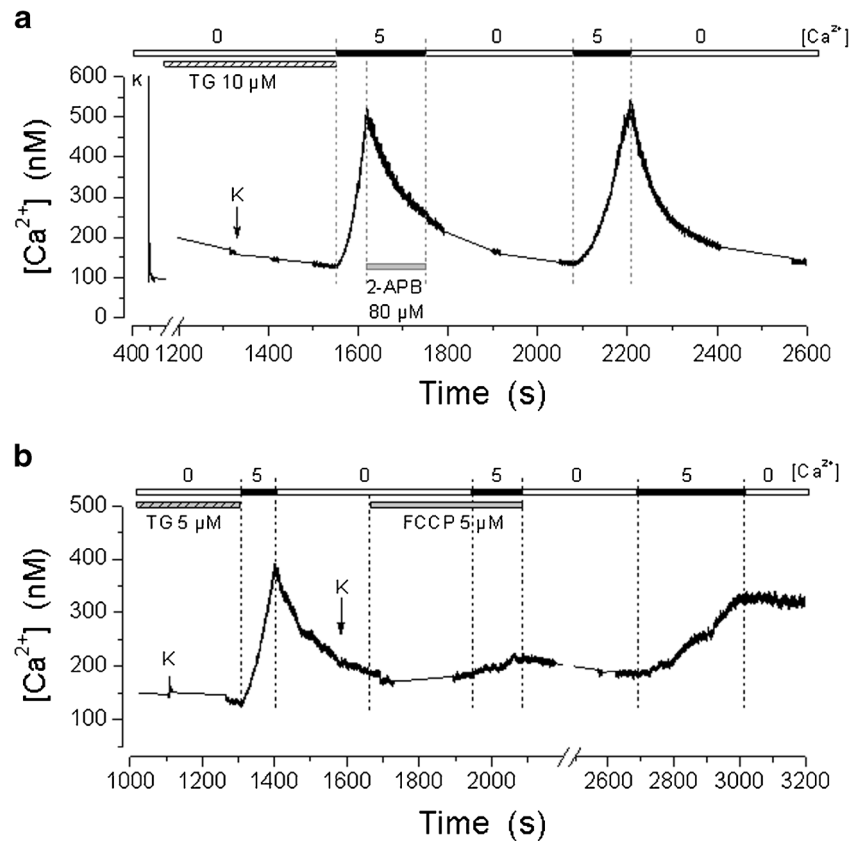 a
0 5 0 5 0 [Ca²⁺]
TG 10 µM
K
K
2-APB
80 µM
600
500
400
300
200
100
0
[Ca²⁺] (nM)
400 1200 1400 1600 1800 2000 2200 2400 2600
Time (s)
b
0 5 0 5 0 5 0 [Ca²⁺]
TG 5 µM
FCCP 5 µM
K
K
500
400
300
200
100
[Ca²⁺] (nM)
1000 1200 1400 1600 1800 2000 2600 2800 3000 3200
Time (s)